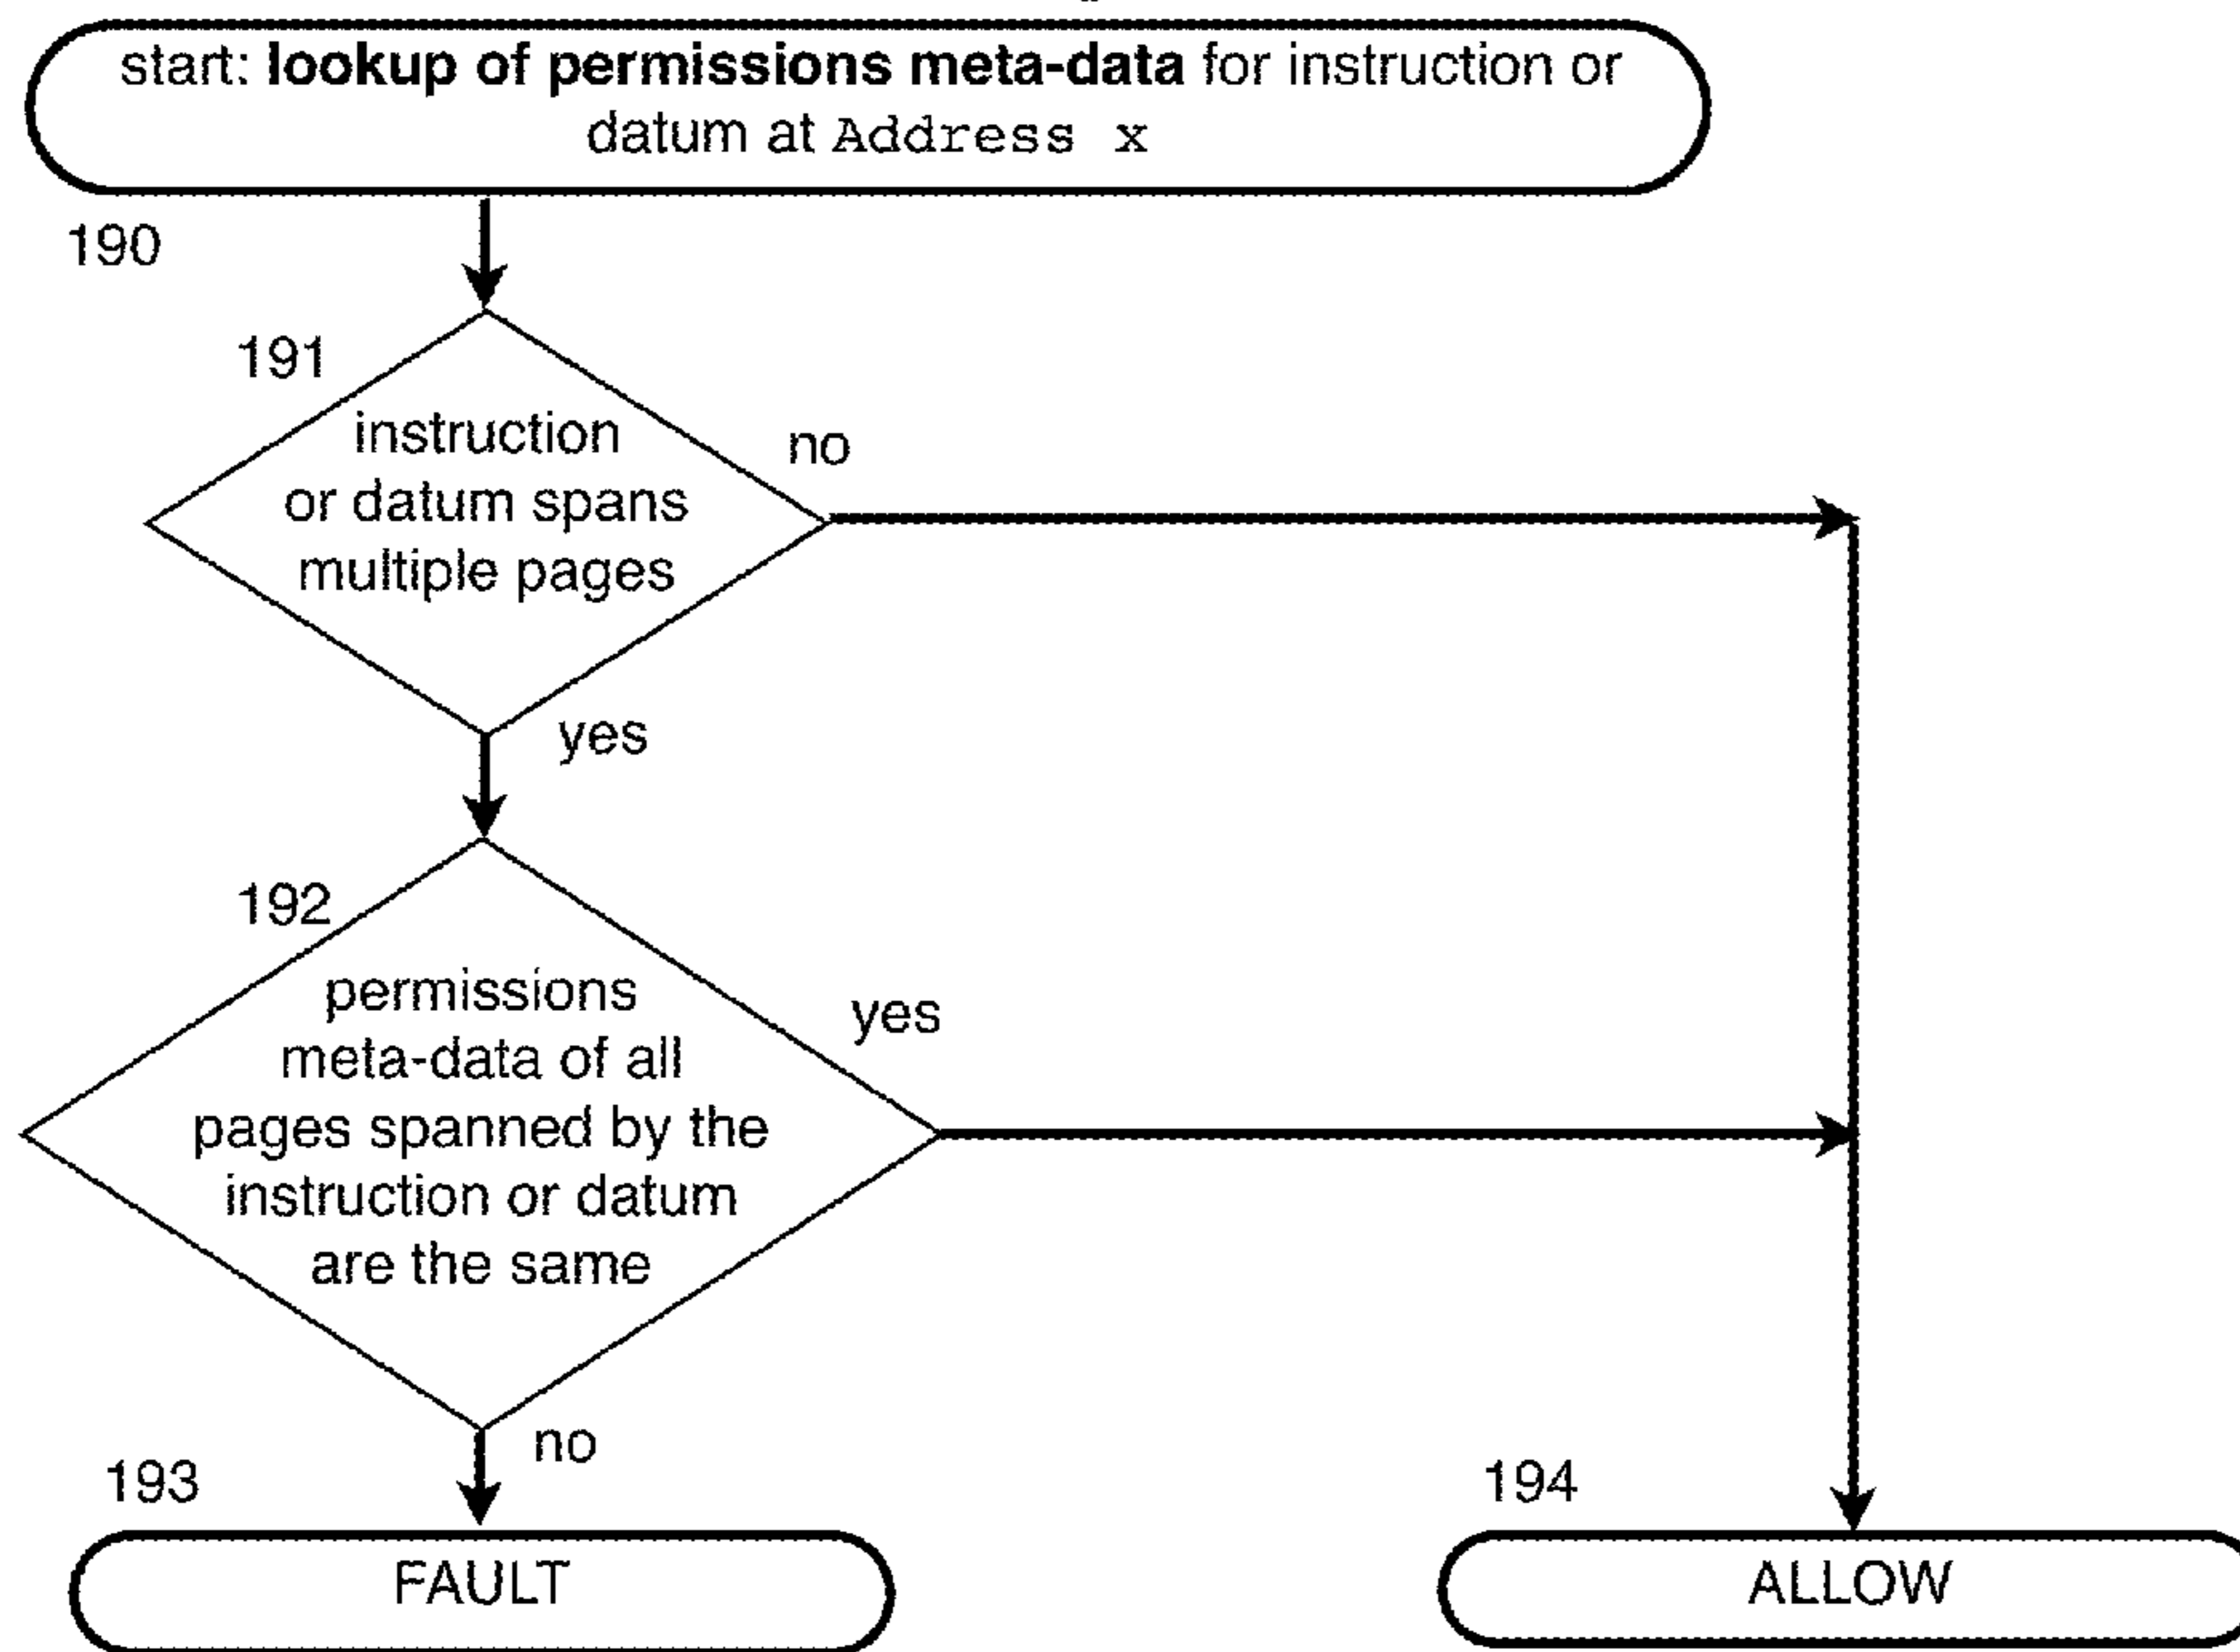 start: lookup of permissions meta-data for instruction or
datum at Address x
190
191
instruction
or datum spans
multiple pages
no
yes
192
permissions
meta-data of all
pages spanned by the
instruction or datum
are the same
yes
no
193
194
FAULT
ALLOW